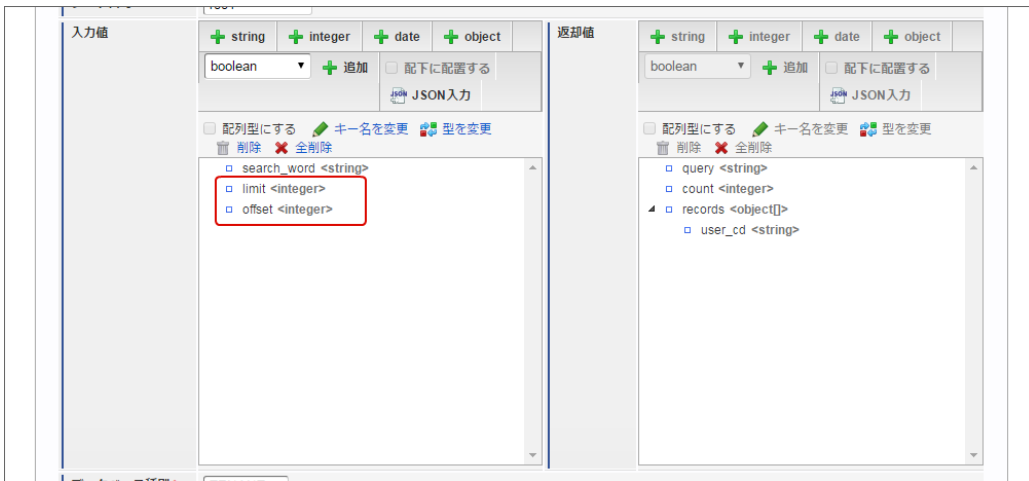 入力値
string integer date object
boolean 追加 配下に配置する
JSON入力
配列型にする キー名を変更 型を変更
削除 全削除
search_word <string>
limit <integer>
offset <integer>
返却値
string integer date object
boolean 追加 配下に配置する
JSON入力
配列型にする キー名を変更 型を変更
削除 全削除
query <string>
count <integer>
records <object[]>
user_cd <string>